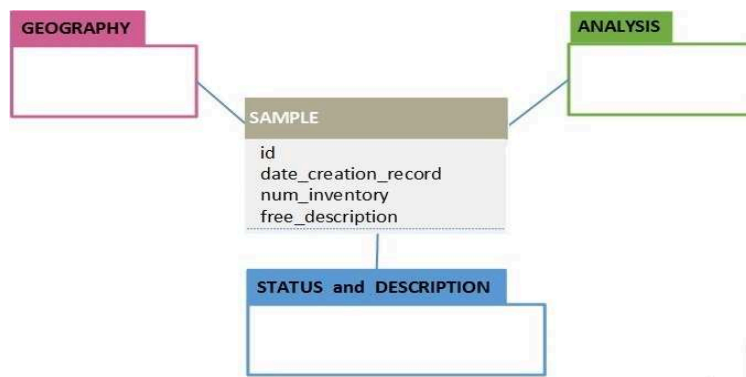 GEOGRAPHY
ANALYSIS
SAMPLE
id
date_creation_record
num_inventory
free_description
STATUS and DESCRIPTION